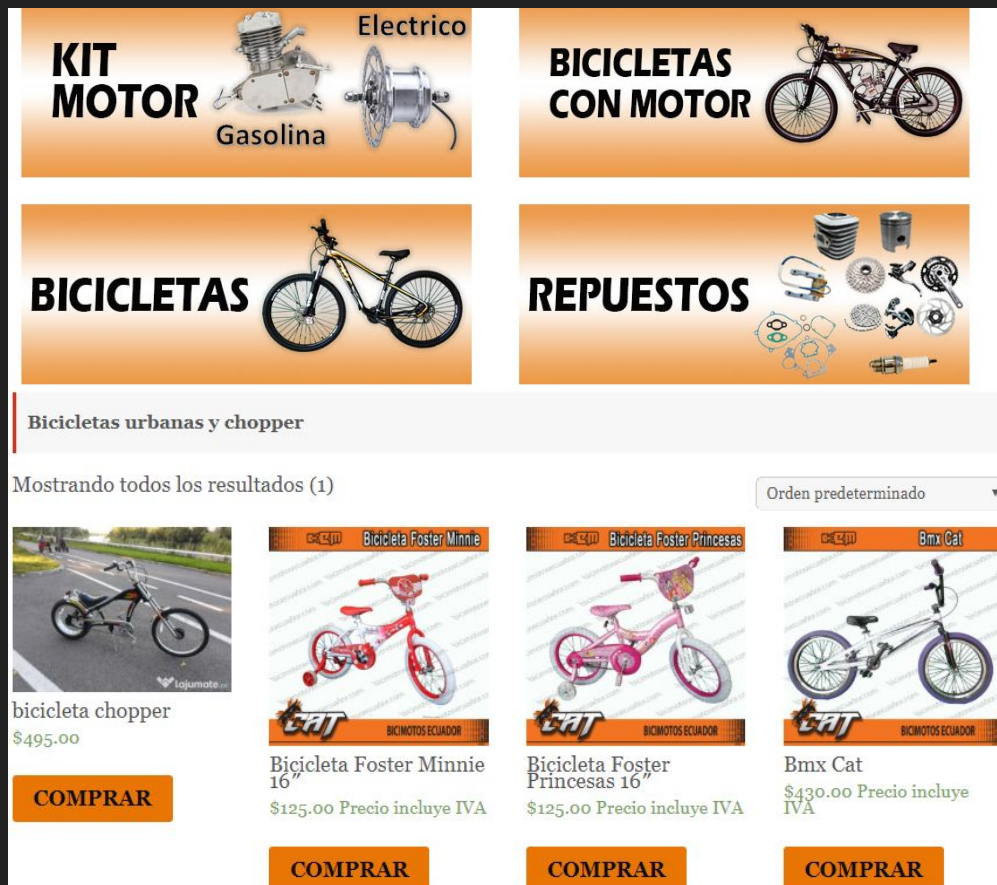 KIT
MOTOR
Electrico
Gasolina
BICICLETAS
CON MOTOR
BICICLETAS
REPUESTOS
Bicicletas urbanas y chopper
Mostrando todos los resultados (1)
Orden predeterminado
Lajumate
bicicleta chopper
$495.00
COMPRAR
Bicicleta Foster Minnie
CAT
BICIMOTOS ECUADOR
Bicicleta Foster Minnie
16″
$125.00 Precio incluye IVA
COMPRAR
Bicicleta Foster Princesas
CAT
BICIMOTOS ECUADOR
Bicicleta Foster
Princesas 16″
$125.00 Precio incluye IVA
COMPRAR
Bmx Cat
CAT
BICIMOTOS ECUADOR
Bmx Cat
$430.00 Precio incluye
IVA
COMPRAR